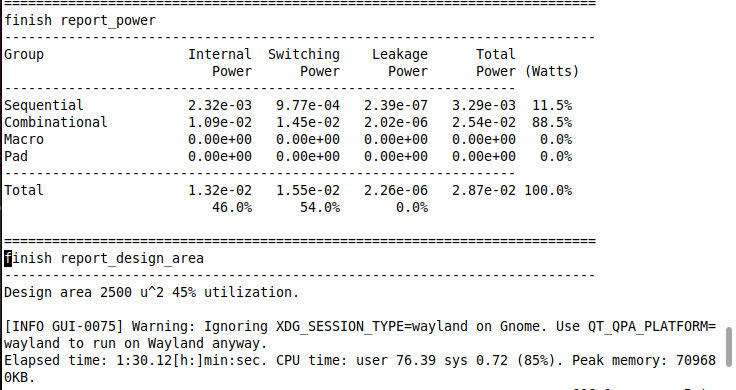 ==========================================================================
finish report_power
--------------------------------------------------------------------------
Group                  Internal  Switching    Leakage      Total
                          Power      Power      Power      Power (Watts)
----------------------------------------------------------------
Sequential             2.32e-03   9.77e-04   2.39e-07   3.29e-03  11.5%
Combinational          1.09e-02   1.45e-02   2.02e-06   2.54e-02  88.5%
Macro                  0.00e+00   0.00e+00   0.00e+00   0.00e+00   0.0%
Pad                    0.00e+00   0.00e+00   0.00e+00   0.00e+00   0.0%
----------------------------------------------------------------
Total                  1.32e-02   1.55e-02   2.26e-06   2.87e-02 100.0%
                          46.0%      54.0%       0.0%
==========================================================================
finish report_design_area
--------------------------------------------------------------------------
Design area 2500 u^2 45% utilization.
[INFO GUI-0075] Warning: Ignoring XDG_SESSION_TYPE=wayland on Gnome. Use QT_QPA_PLATFORM=
wayland to run on Wayland anyway.
Elapsed time: 1:30.12[h:]min:sec. CPU time: user 76.39 sys 0.72 (85%). Peak memory: 70968
0KB.